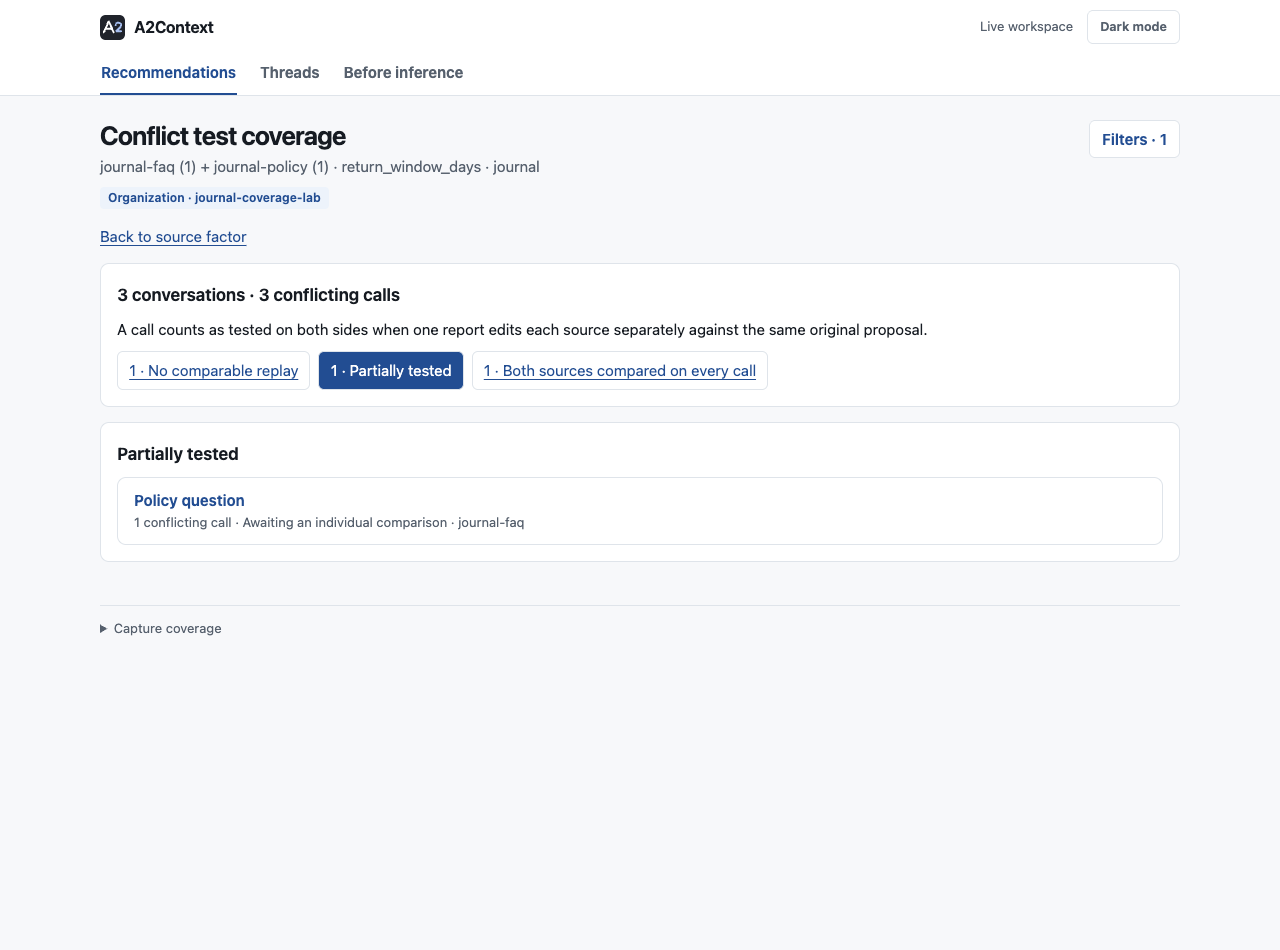 A2 A2Context
Live workspace
Dark mode
Recommendations
Threads
Before inference
Conflict test coverage
Filters · 1
journal-faq (1) + journal-policy (1) · return_window_days · journal
Organization · journal-coverage-lab
Back to source factor
3 conversations · 3 conflicting calls
A call counts as tested on both sides when one report edits each source separately against the same original proposal.
1 · No comparable replay
1 · Partially tested
1 · Both sources compared on every call
Partially tested
Policy question
1 conflicting call · Awaiting an individual comparison · journal-faq
Capture coverage